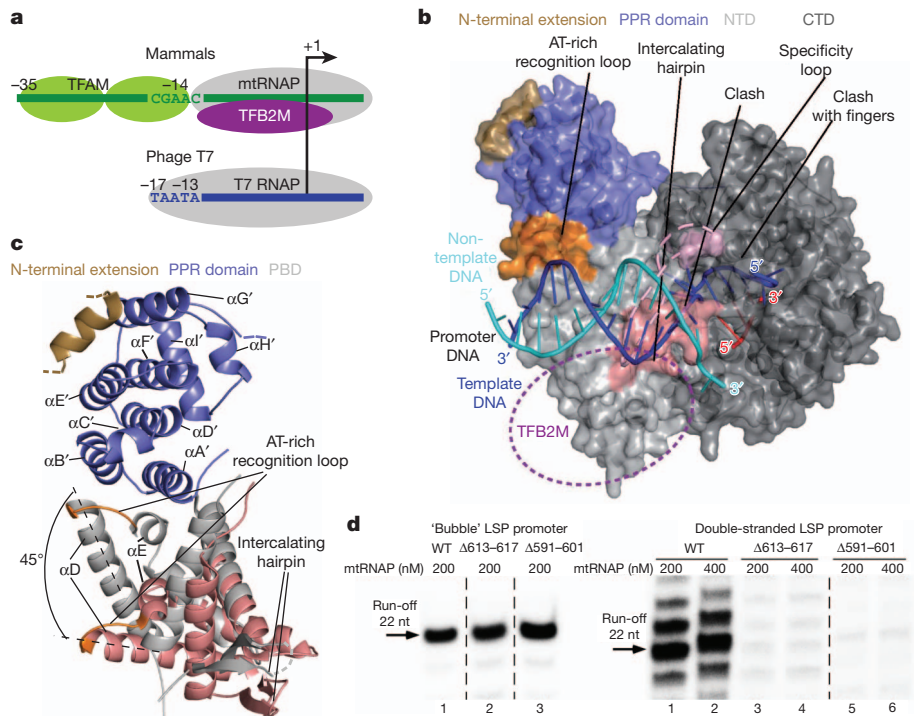 a
Mammals
+1
–35
TFAM
–14
mtRNAP
CGAAC
TFB2M
Phage T7
–17 –13
T7 RNAP
TAATA
b
N-terminal extension PPR domain NTD CTD
AT-rich recognition loop
Intercalating hairpin
Specificity loop
Clash
Clash with fingers
Non-template DNA
5′
Promoter DNA
3′
Template DNA
5′
3′
5′
3′
TFB2M
c
N-terminal extension PPR domain PBD
αG′
αF′
αI′
αH′
αE′
αC′
αD′
αB′
αA′
AT-rich recognition loop
45°
αD
αE
Intercalating hairpin
d
'Bubble' LSP promoter
WT Δ613–617 Δ591–601
mtRNAP (nM) 200 200 200
Run-off 22 nt
1 2 3
Double-stranded LSP promoter
WT Δ613–617 Δ591–601
mtRNAP (nM) 200 400 200 400 200 400
Run-off 22 nt
1 2 3 4 5 6